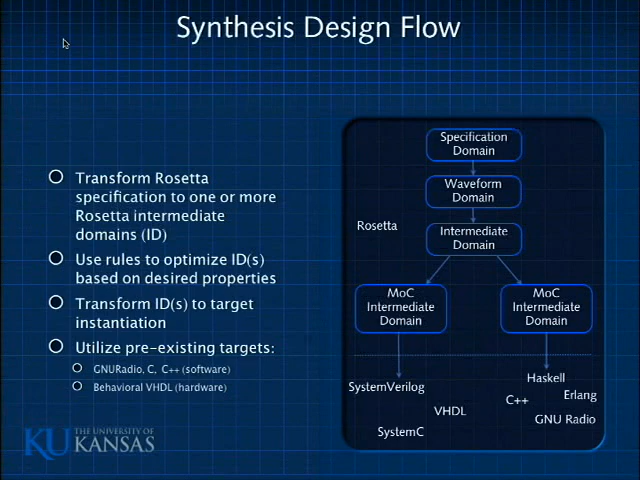 Synthesis Design Flow
Transform Rosetta
specification to one or more
Rosetta intermediate
domains (ID)
Use rules to optimize ID(s)
based on desired properties
Transform ID(s) to target
instantiation
Utilize pre-existing targets:
GNURadio, C, C++ (software)
Behavioral VHDL (hardware)
Specification
Domain
Waveform
Domain
Rosetta
Intermediate
Domain
MoC
Intermediate
Domain
MoC
Intermediate
Domain
SystemVerilog
VHDL
SystemC
Haskell
Erlang
C++
GNU Radio
KU THE UNIVERSITY OF
KANSAS